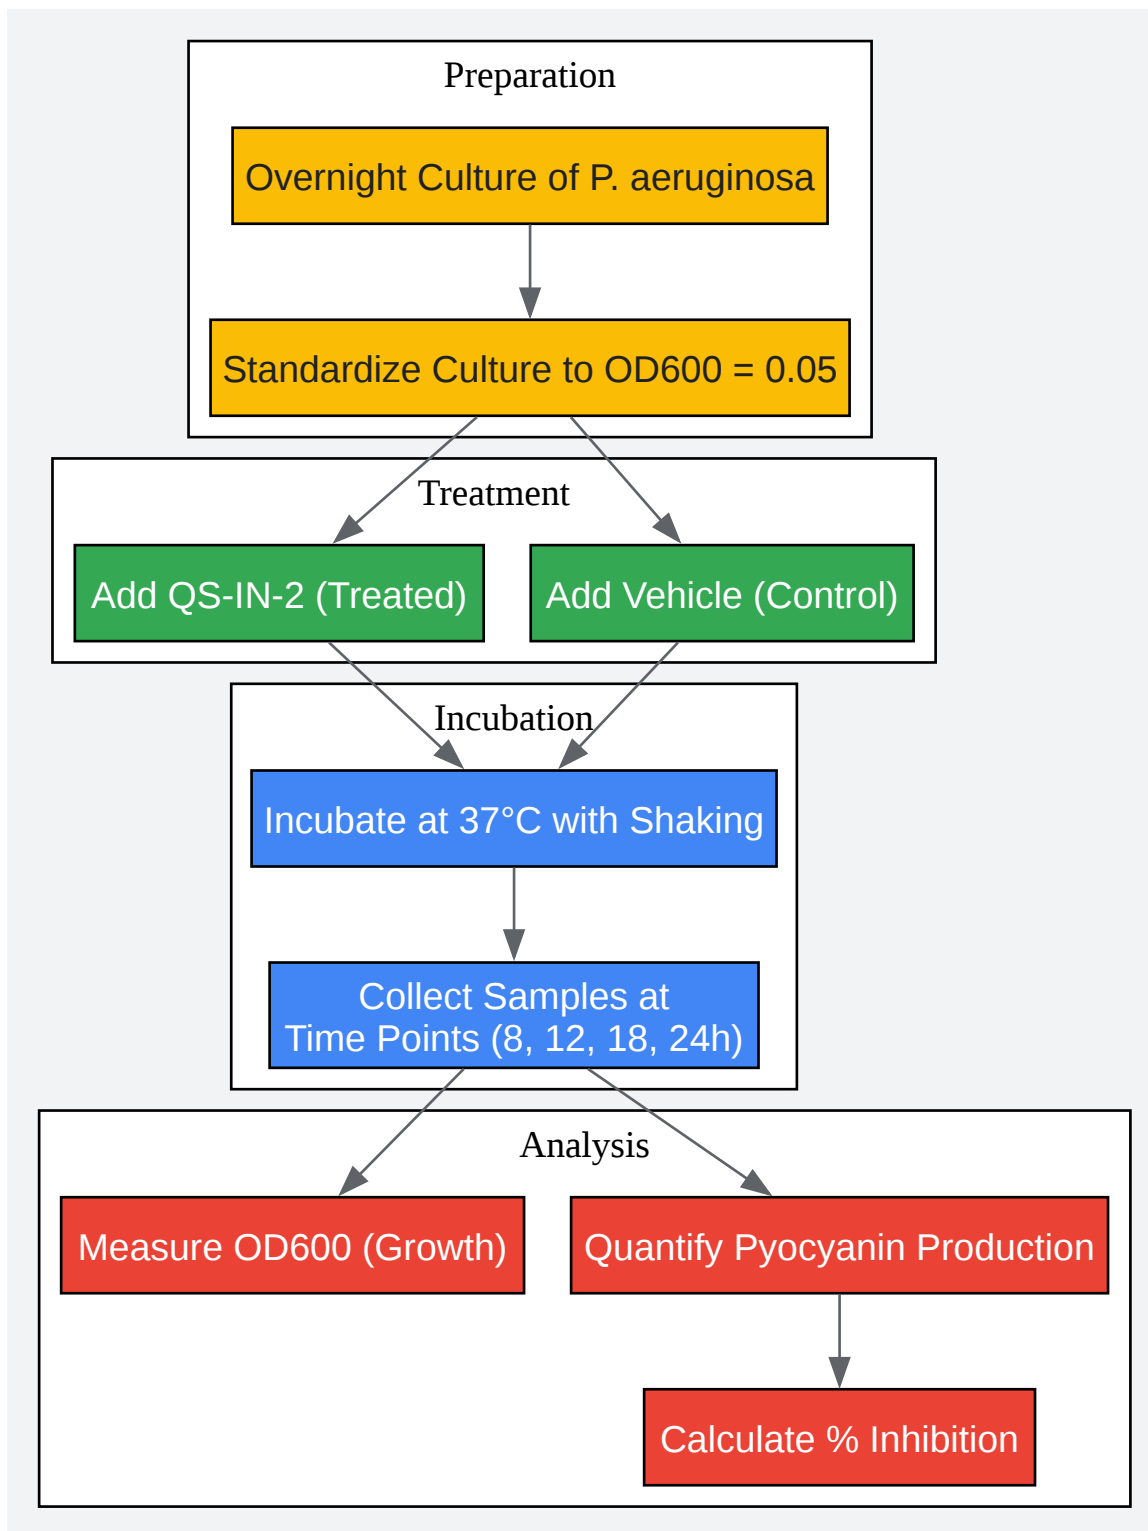 Preparation
Overnight Culture of P. aeruginosa
Standardize Culture to OD600 = 0.05
Treatment
Add QS-IN-2 (Treated)
Add Vehicle (Control)
Incubation
Incubate at 37°C with Shaking
Collect Samples at
Time Points (8, 12, 18, 24h)
Analysis
Measure OD600 (Growth)
Quantify Pyocyanin Production
Calculate % Inhibition